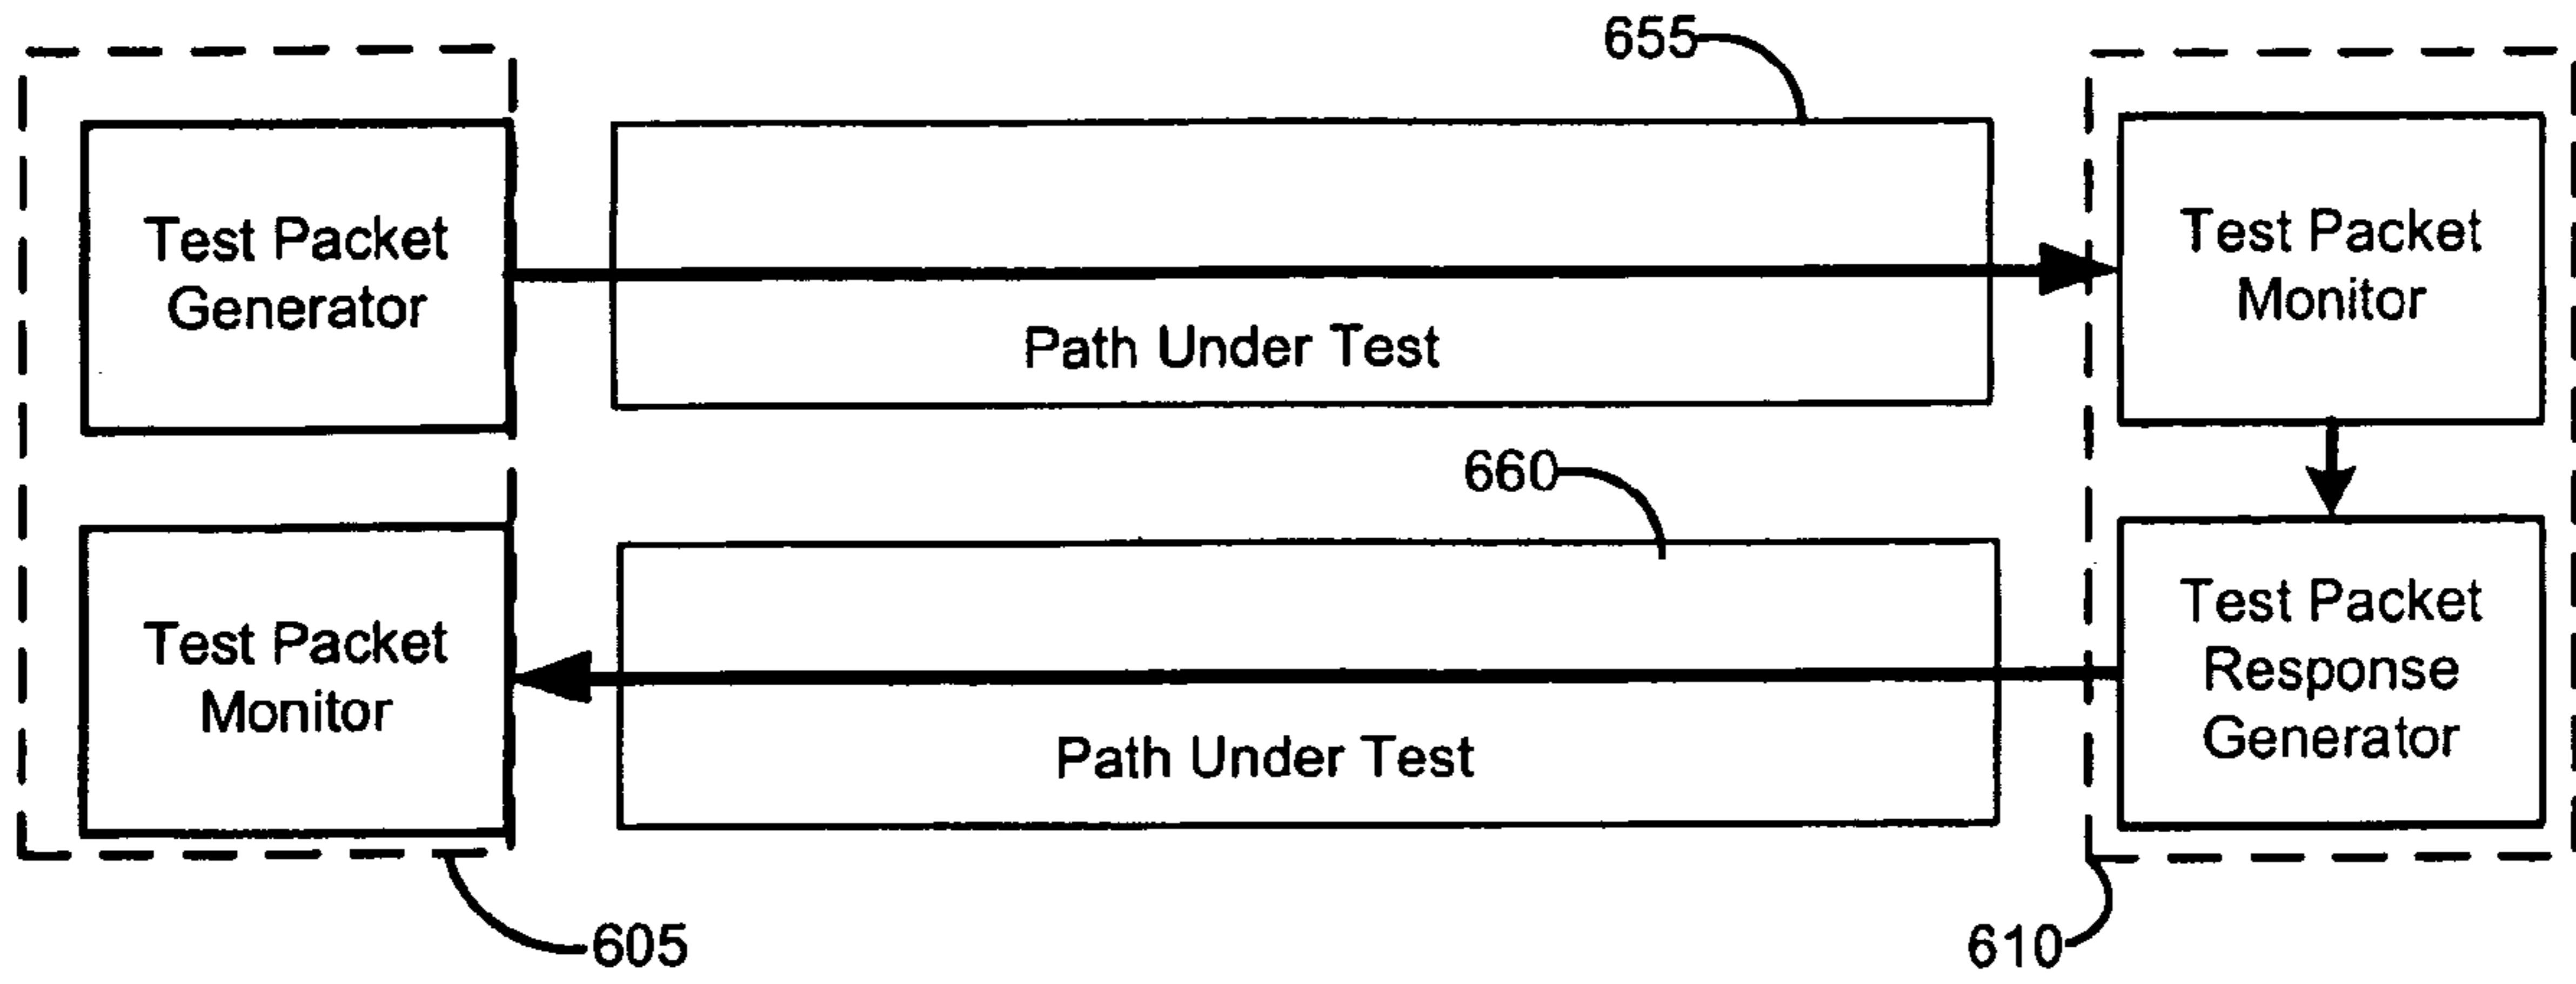 655
Test Packet
Generator
Path Under Test
Test Packet
Monitor
660
Test Packet
Monitor
Path Under Test
Test Packet
Response
Generator
605
610